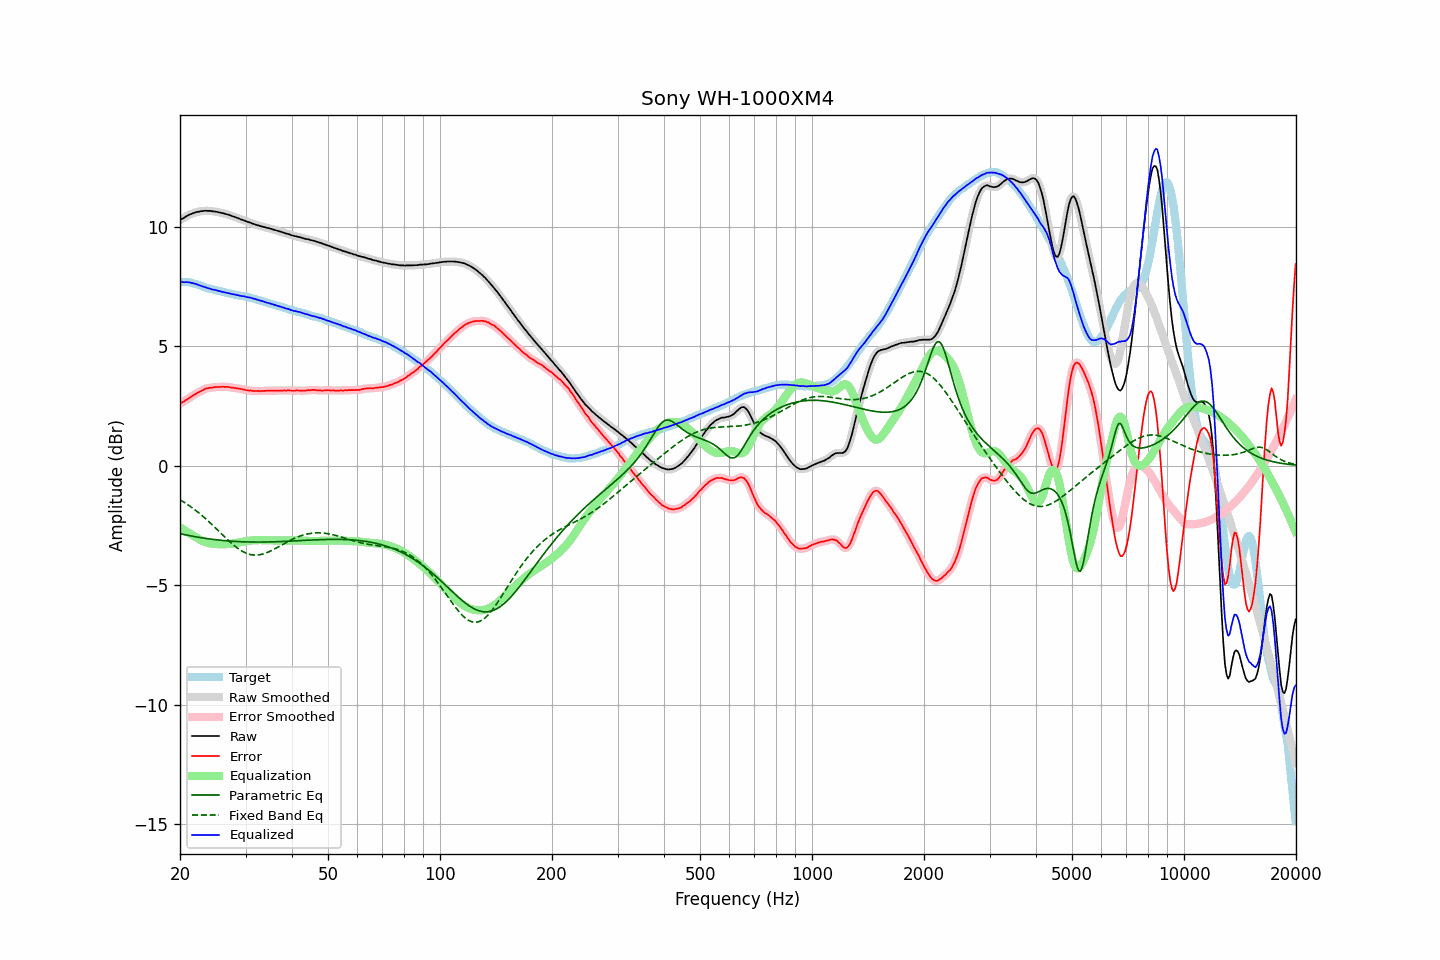 Sony WH-1000XM4
Amplitude (dBr)
10
5
0
−5
−10
−15
Target
Raw Smoothed
Error Smoothed
Raw
Error
Equalization
Parametric Eq
Fixed Band Eq
Equalized
20 50 100 200 500 1000 2000 5000 10000 20000
Frequency (Hz)